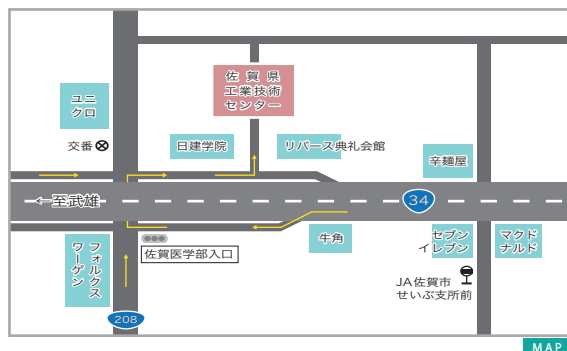 佐賀県
工業技術
センター
ユニ
クロ
交番
日建学院
リバース典礼会館
辛麺屋
←至武雄
34
フォルクス
ワーゲン
佐賀医学部入口
牛角
セブン
イレブン
マクド
ナルド
JA佐賀市
せいぶ支所前
208
MAP